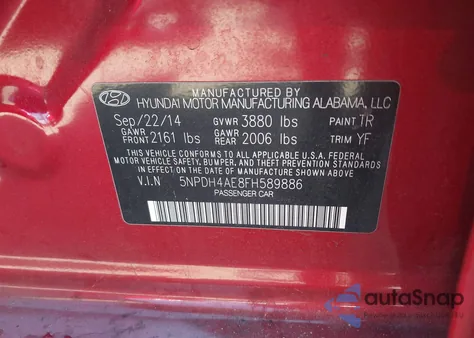 MANUFACTURED BY
HYUNDAI MOTOR MANUFACTURING ALABAMA, LLC
Sep/22/14 GVWR 3880 lbs PAINT TR
GAWR FRONT 2161 lbs GAWR REAR 2006 lbs TRIM YF
THIS VEHICLE CONFORMS TO ALL APPLICABLE U.S.A. FEDERAL
MOTOR VEHICLE SAFETY, BUMPER, AND THEFT PREVENTION STANDARDS
IN EFFECT ON THE DATE OF MANUFACTURE SHOWN ABOVE.
V.I.N 5NPDH4AE8FH589886
PASSENGER CAR
autoSnap